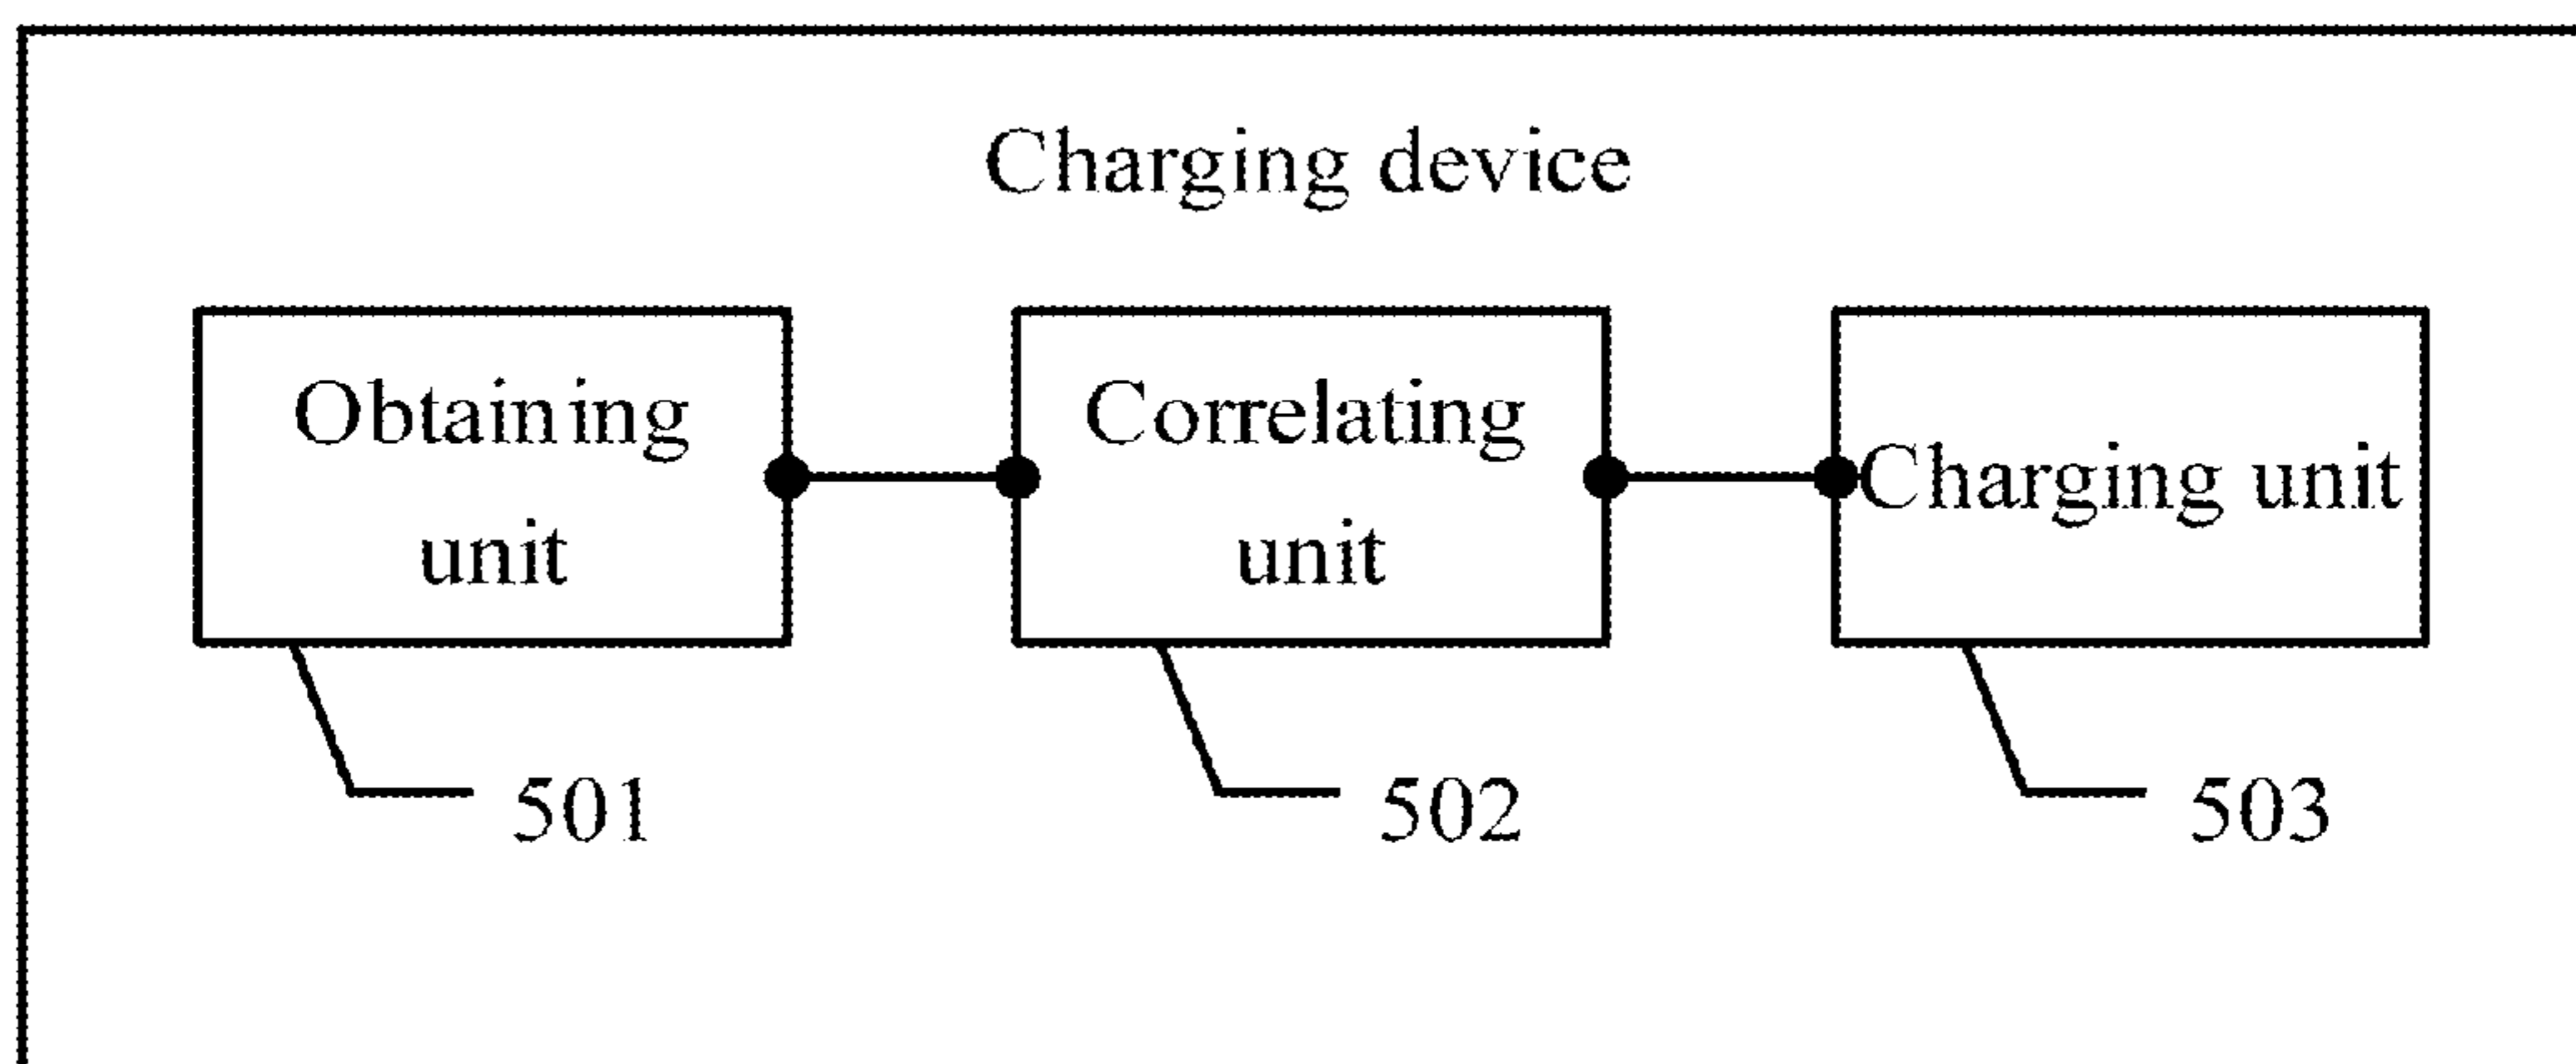 Charging device
Obtaining
unit
Correlating
unit
Charging unit
501
502
503